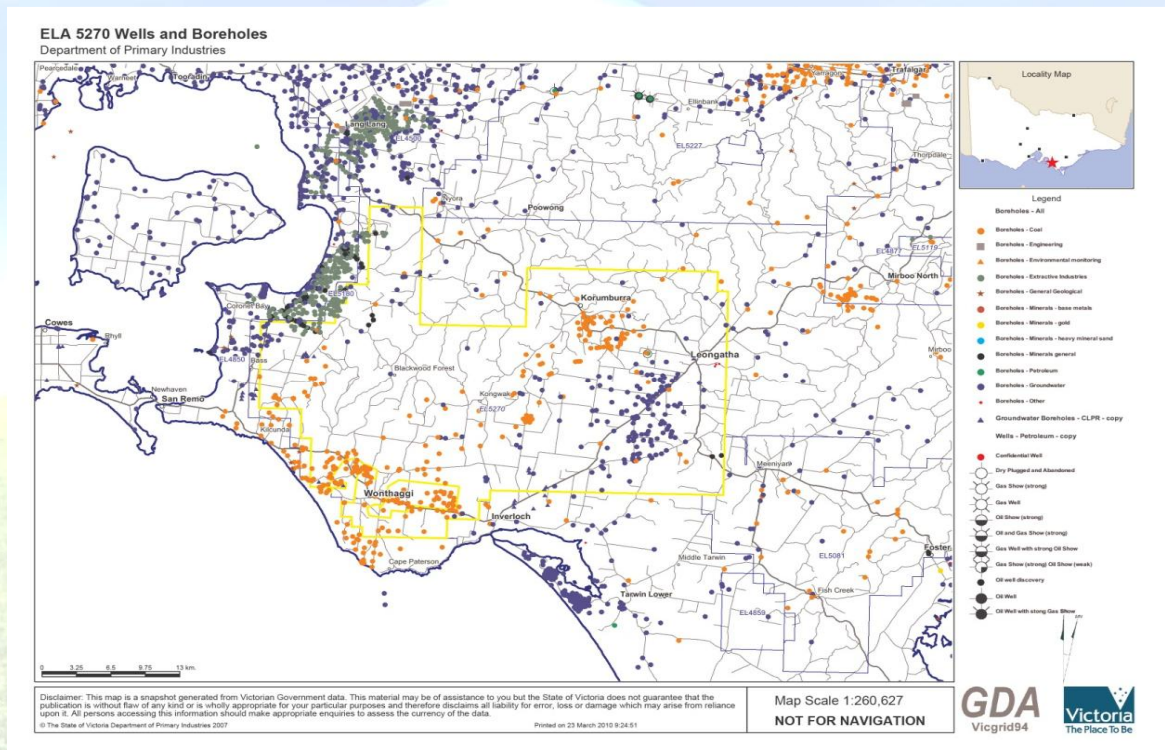 ELA 5270 Wells and Boreholes
Department of Primary Industries
Pearcedale
Warneet
Tooradin
Yarragon
Trafalgar
Ellinbank
Lang Lang
EL5227
Thorpdale
Nyora
Poowong
EL4877
Mirboo North
Korumburra
Coronet Bay
Cowes
Rhyll
EL4850
Bass
Leongatha
Mirboo
Blackwood Forest
Newhaven
San Remo
EL5270
Kilcunda
Meeniyan
Wonthaggi
Inverloch
Cape Paterson
Middle Tarwin
EL5081
Foster
Tarwin Lower
Fish Creek
EL4859
0 3.25 6.5 9.75 13 km.
Locality Map
Legend
Boreholes - All
Boreholes - Coal
Boreholes - Engineering
Boreholes - Environmental monitoring
Boreholes - Extractive Industries
Boreholes - General Geological
Boreholes - Minerals - base metals
Boreholes - Minerals - gold
Boreholes - Minerals - heavy mineral sand
Boreholes - Minerals general
Boreholes - Petroleum
Boreholes - Groundwater
Boreholes - Other
Groundwater Boreholes - CLPR - copy
Wells - Petroleum - copy
Confidential Well
Dry Plugged and Abandoned
Gas Show (strong)
Gas Well
Oil Show (strong)
Oil and Gas Show (strong)
Gas Well with strong Oil Show
Gas Show (strong) Oil Show (weak)
Oil well discovery
Oil Well
Oil Well with stong Gas Show
Disclaimer: This map is a snapshot generated from Victorian Government data. This material may be of assistance to you but the State of Victoria does not guarantee that the
publication is without flaw of any kind or is wholly appropriate for your particular purposes and therefore disclaims all liability for error, loss or damage which may arise from reliance
upon it. All persons accessing this information should make appropriate enquiries to assess the currency of the data.
© The State of Victoria Department of Primary Industries 2007
Printed on 23 March 2010 9:24:51
Map Scale 1:260,627
NOT FOR NAVIGATION
GDA
Vicgrid94
Victoria
The Place To Be